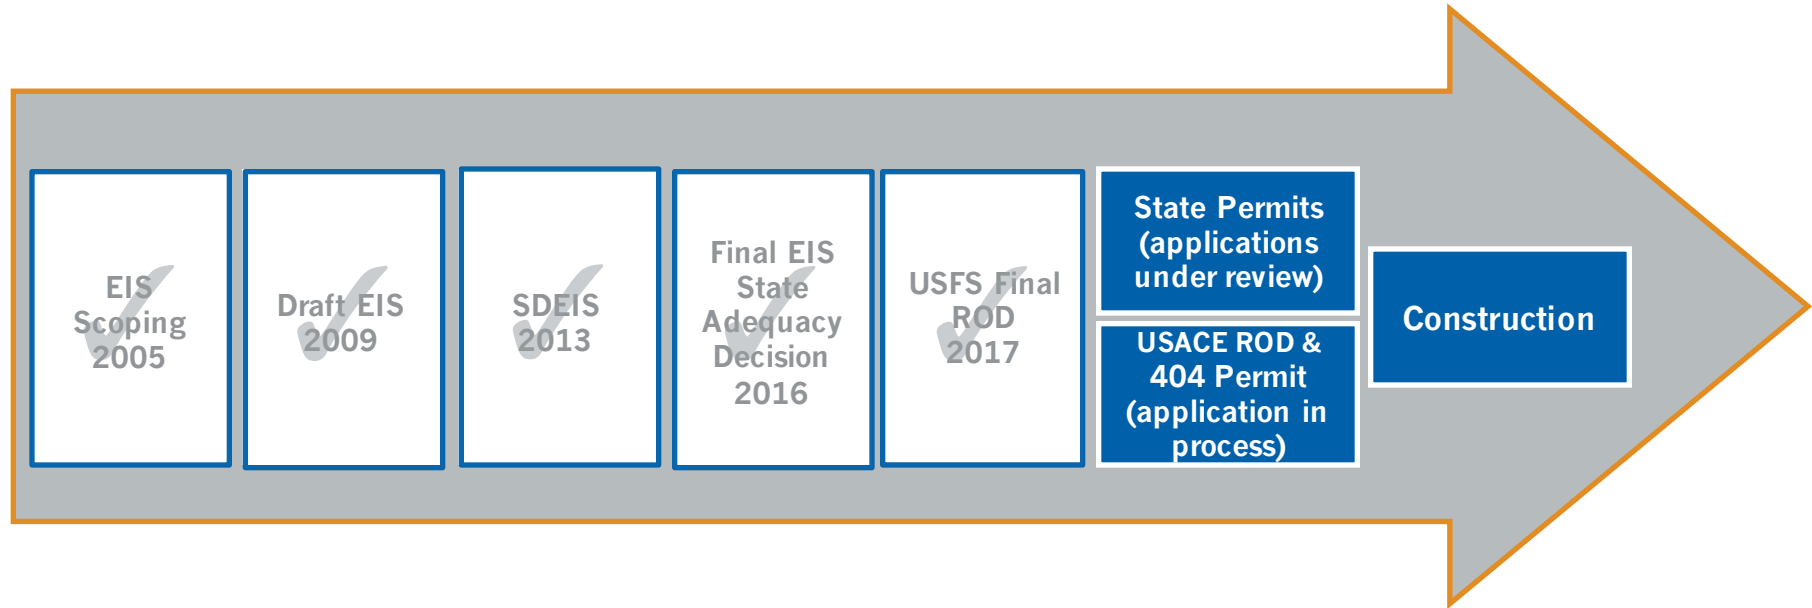 EIS
Scoping
2005
Draft EIS
2009
SDEIS
2013
Final EIS
State
Adequacy
Decision
2016
USFS Final
ROD
2017
State Permits
(applications
under review)
USACE ROD &
404 Permit
(application in
process)
Construction